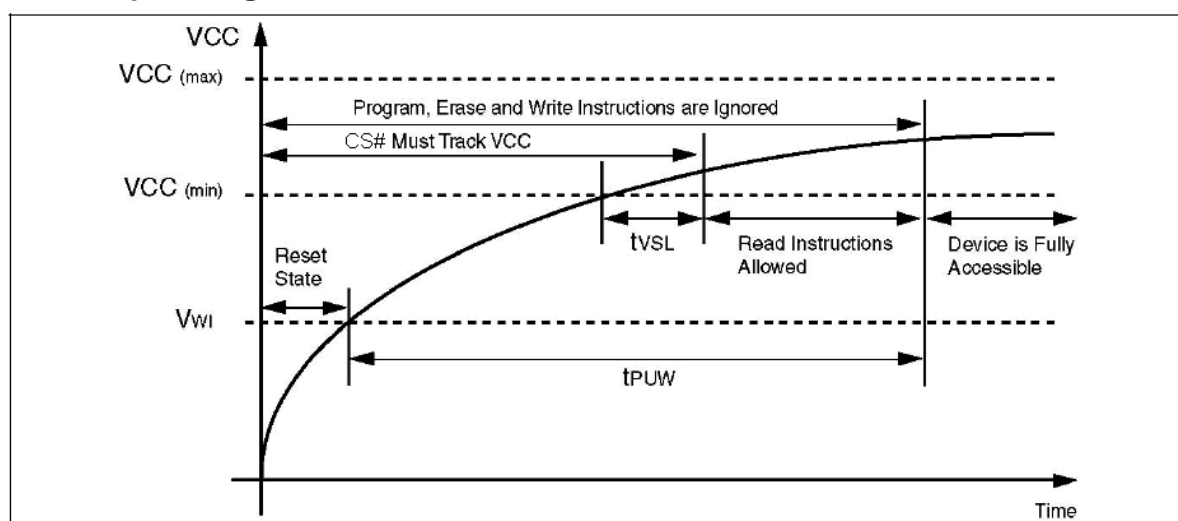 VCC
VCC (max)
Program, Erase and Write Instructions are Ignored
CS# Must Track VCC
VCC (min)
tVSL
Read Instructions
Allowed
Device is Fully
Accessible
Reset
State
VWI
tPUW
Time